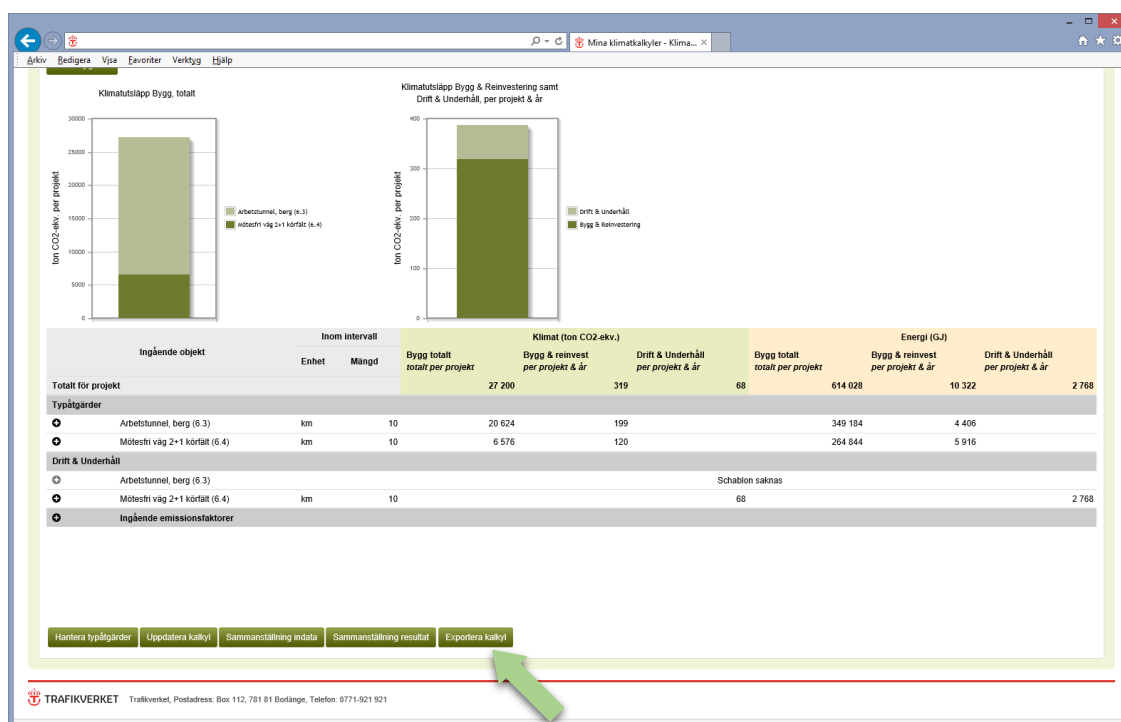 Mina klimatkalkyler - Klima...
Arkiv Redigera Visa Favoriter Verktyg Hjälp
Klimatutsläpp Bygg, totalt
Klimatutsläpp Bygg & Reinvestering samt
Drift & Underhåll, per projekt & år
ton CO2-ekv. per projekt
30000
25000
20000
15000
10000
5000
0
Arbetstunnel, berg (6.3)
Mötesfri väg 2+1 körfält (6.4)
ton CO2-ekv. per projekt
400
300
200
100
0
Drift & Underhåll
Bygg & Reinvestering
Inom intervall Klimat (ton CO2-ekv.) Energi (GJ)
Ingående objekt Enhet Mängd Bygg totalt Bygg & reinvest Drift & Underhåll Bygg totalt Bygg & reinvest Drift & Underhåll
totalt per projekt per projekt & år per projekt & år totalt per projekt per projekt & år per projekt & år
Totalt för projekt 27 200 319 68 614 028 10 322 2 768
Typåtgärder
Arbetstunnel, berg (6.3) km 10 20 624 199 349 184 4 406
Mötesfri väg 2+1 körfält (6.4) km 10 6 576 120 264 844 5 916
Drift & Underhåll
Arbetstunnel, berg (6.3) Schablon saknas
Mötesfri väg 2+1 körfält (6.4) km 10 68 2 768
Ingående emissionsfaktorer
Hantera typåtgärder Uppdatera kalkyl Sammanställning indata Sammanställning resultat Exportera kalkyl
TRAFIKVERKET Trafikverket, Postadress: Box 112, 781 81 Borlänge, Telefon: 0771-921 921